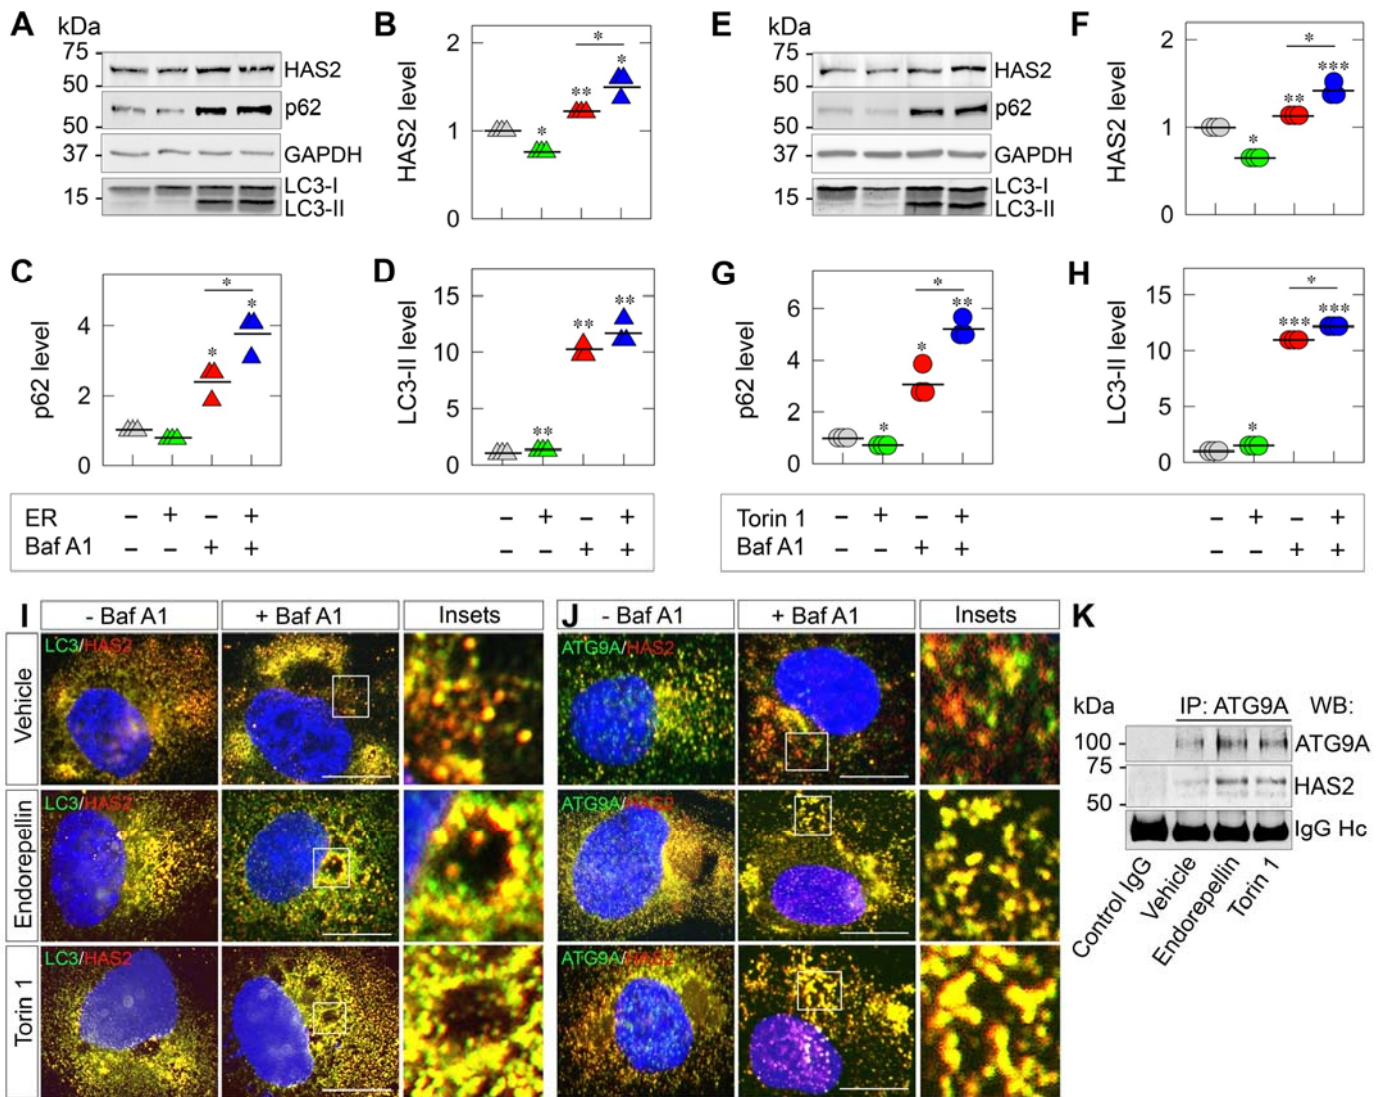 A
kDa
75
50
50
37
15
HAS2
p62
GAPDH
LC3-I
LC3-II
B
HAS2 level
2
1
0
*
**
*
*
E
kDa
75
50
50
37
15
HAS2
p62
GAPDH
LC3-I
LC3-II
F
HAS2 level
2
1
0
*
**
***
*
C
p62 level
4
2
0
*
*
*
D
LC3-II level
15
10
5
0
**
**
**
G
p62 level
6
4
2
0
*
*
**
*
H
LC3-II level
15
10
5
0
*
***
***
*
ER – + – + – + – +
Baf A1 – – + + – – + +
Torin 1 – + – + – + – +
Baf A1 – – + + – – + +
I
- Baf A1
+ Baf A1
Insets
Vehicle
LC3/HAS2
Endorepellin
LC3/HAS2
Torin 1
LC3/HAS2
J
- Baf A1
+ Baf A1
Insets
ATG9A/HAS2
ATG9A/HAS2
ATG9A/HAS2
K
kDa
IP: ATG9A
WB:
100
75
50
ATG9A
HAS2
IgG Hc
Control IgG
Vehicle
Endorepellin
Torin 1